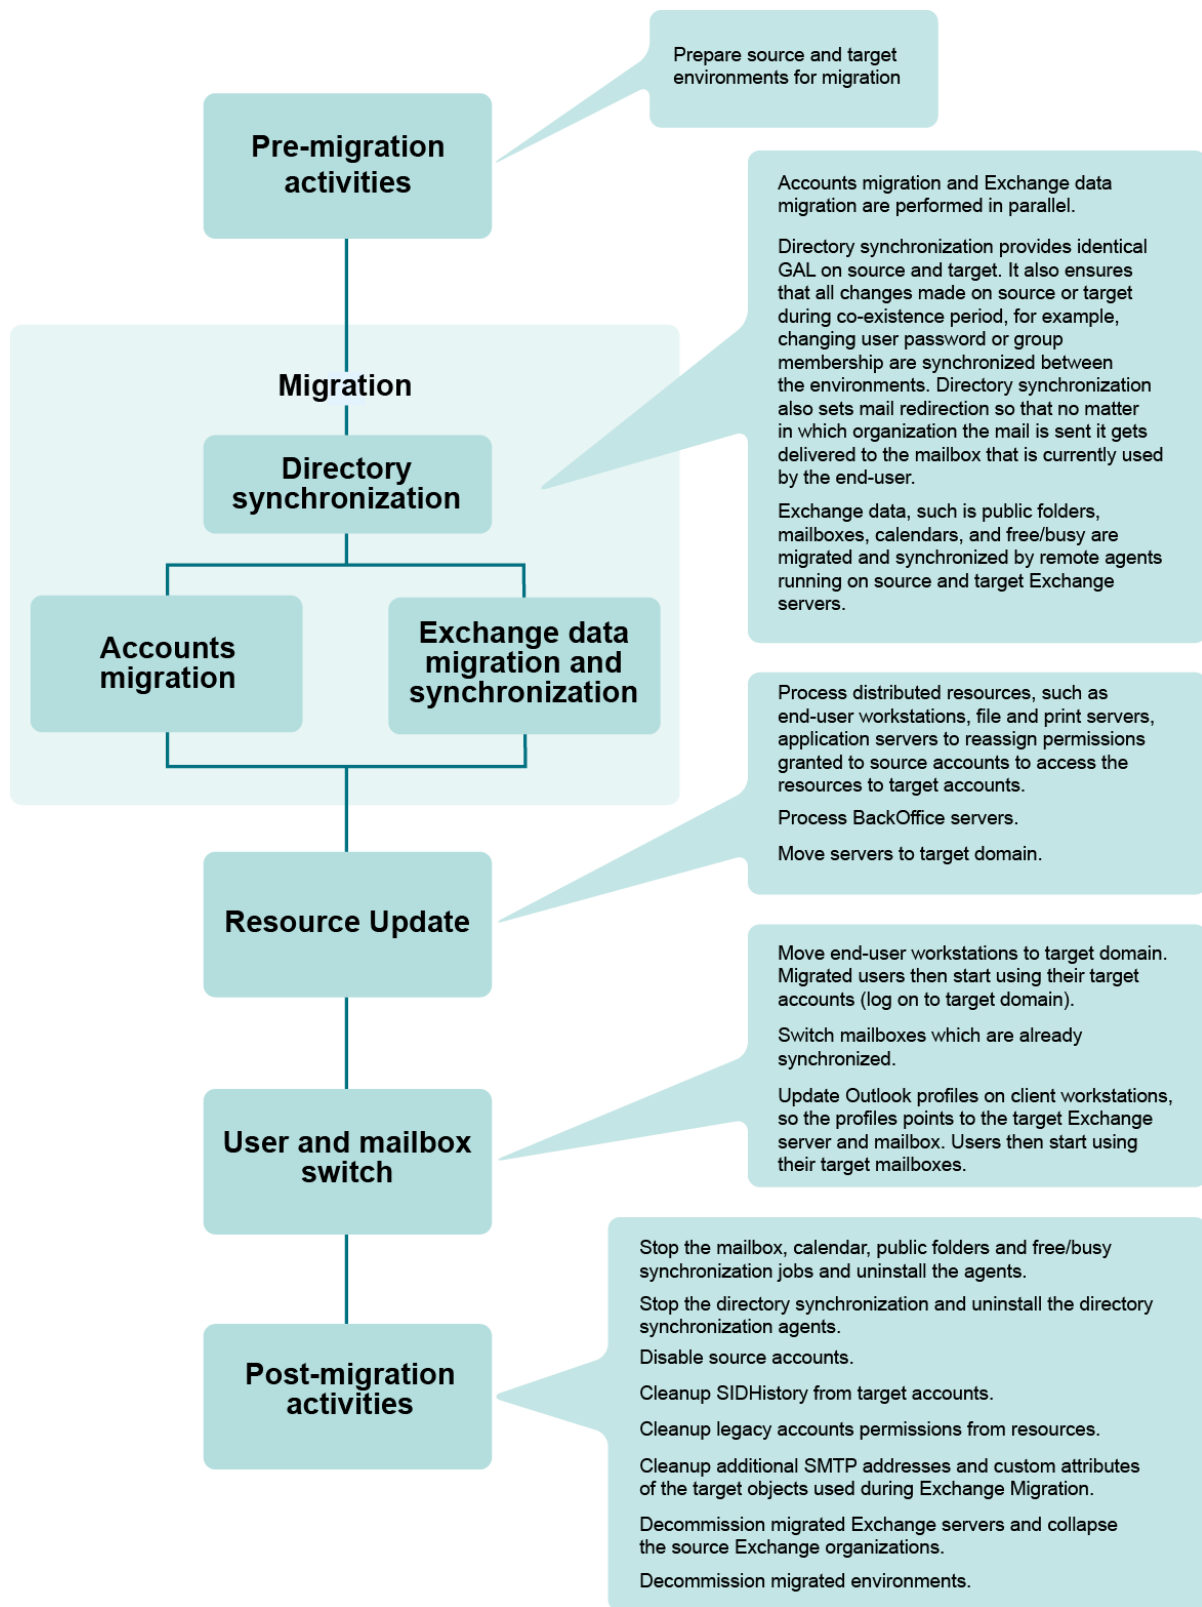 Prepare source and target
environments for migration
Pre-migration
activities
Accounts migration and Exchange data
migration are performed in parallel.
Directory synchronization provides identical
GAL on source and target. It also ensures
that all changes made on source or target
during co-existence period, for example,
changing user password or group
membership are synchronized between
the environments. Directory synchronization
also sets mail redirection so that no matter
in which organization the mail is sent it gets
delivered to the mailbox that is currently used
by the end-user.
Exchange data, such is public folders,
mailboxes, calendars, and free/busy are
migrated and synchronized by remote agents
running on source and target Exchange
servers.
Migration
Directory
synchronization
Accounts
migration
Exchange data
migration and
synchronization
Process distributed resources, such as
end-user workstations, file and print servers,
application servers to reassign permissions
granted to source accounts to access the
resources to target accounts.
Process BackOffice servers.
Move servers to target domain.
Resource Update
Move end-user workstations to target domain.
Migrated users then start using their target
accounts (log on to target domain).
Switch mailboxes which are already
synchronized.
Update Outlook profiles on client workstations,
so the profiles points to the target Exchange
server and mailbox. Users then start using
their target mailboxes.
User and mailbox
switch
Stop the mailbox, calendar, public folders and free/busy
synchronization jobs and uninstall the agents.
Stop the directory synchronization and uninstall the directory
synchronization agents.
Disable source accounts.
Cleanup SIDHistory from target accounts.
Cleanup legacy accounts permissions from resources.
Cleanup additional SMTP addresses and custom attributes
of the target objects used during Exchange Migration.
Decommission migrated Exchange servers and collapse
the source Exchange organizations.
Decommission migrated environments.
Post-migration
activities